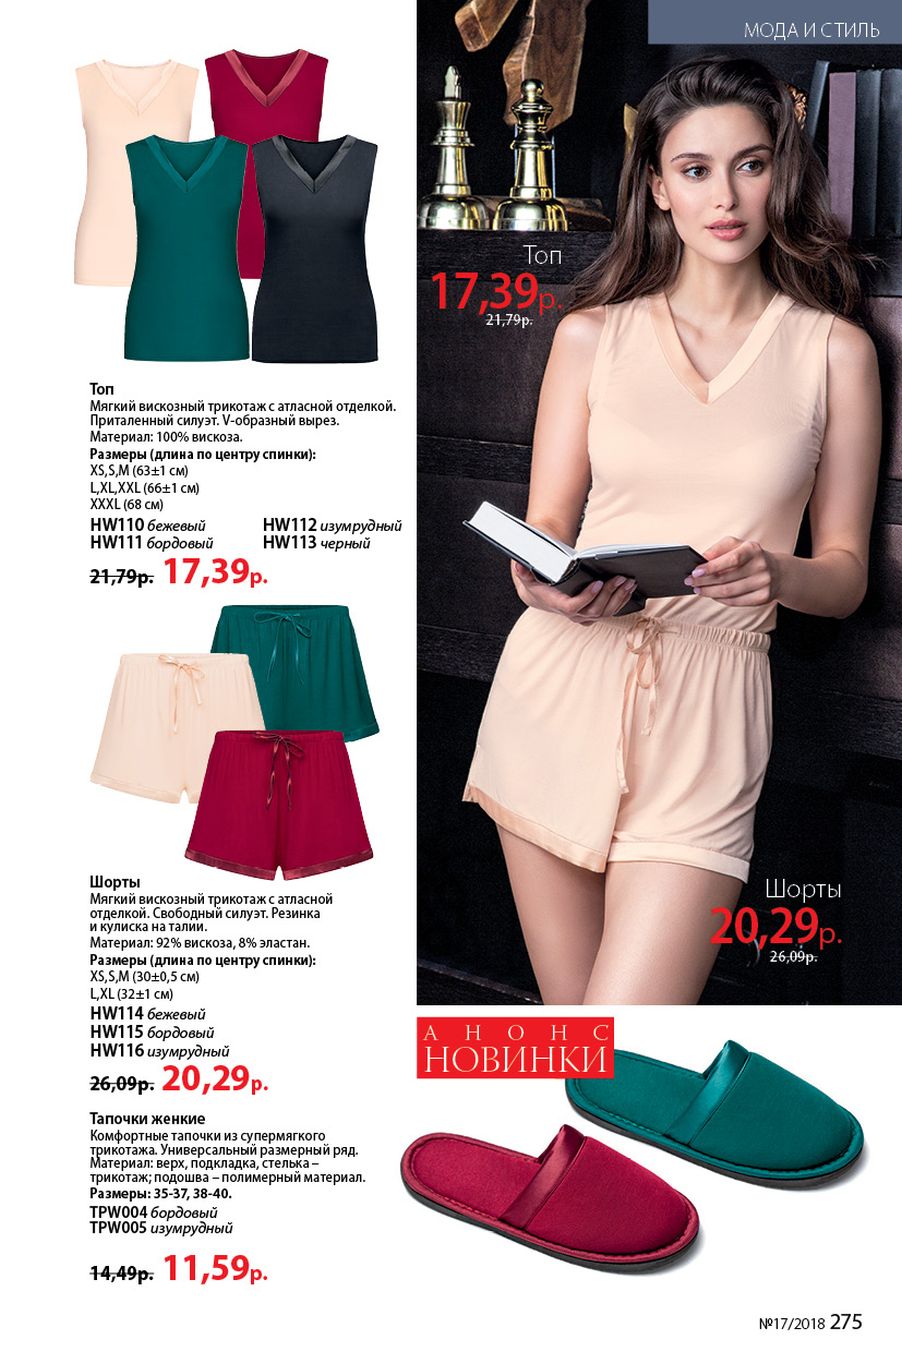 МОДА И СТИЛЬ
Топ
17,39р.
21,79р.
Топ
Мягкий вискозный трикотаж с атласной отделкой.
Приталенный силуэт. V-образный вырез.
Материал: 100% вискоза.
Размеры (длина по центру спинки):
XS,S,M (63±1 см)
L,XL,XXL (66±1 см)
XXXL (68 см)
HW110 бежевый HW112 изумрудный
HW111 бордовый HW113 черный
21,79р. 17,39р.
Шорты
Мягкий вискозный трикотаж с атласной
отделкой. Свободный силуэт. Резинка
и кулиска на талии.
Материал: 92% вискоза, 8% эластан.
Размеры (длина по центру спинки):
XS,S,M (30±0,5 см)
L,XL (32±1 см)
HW114 бежевый
HW115 бордовый
HW116 изумрудный
26,09р. 20,29р.
Шорты
20,29р.
26,09р.
АНОНС
НОВИНКИ
Тапочки женкие
Комфортные тапочки из супермягкого
трикотажа. Универсальный размерный ряд.
Материал: верх, подкладка, стелька –
трикотаж; подошва – полимерный материал.
Размеры: 35-37, 38-40.
TPW004 бордовый
TPW005 изумрудный
14,49р. 11,59р.
№17/2018 275